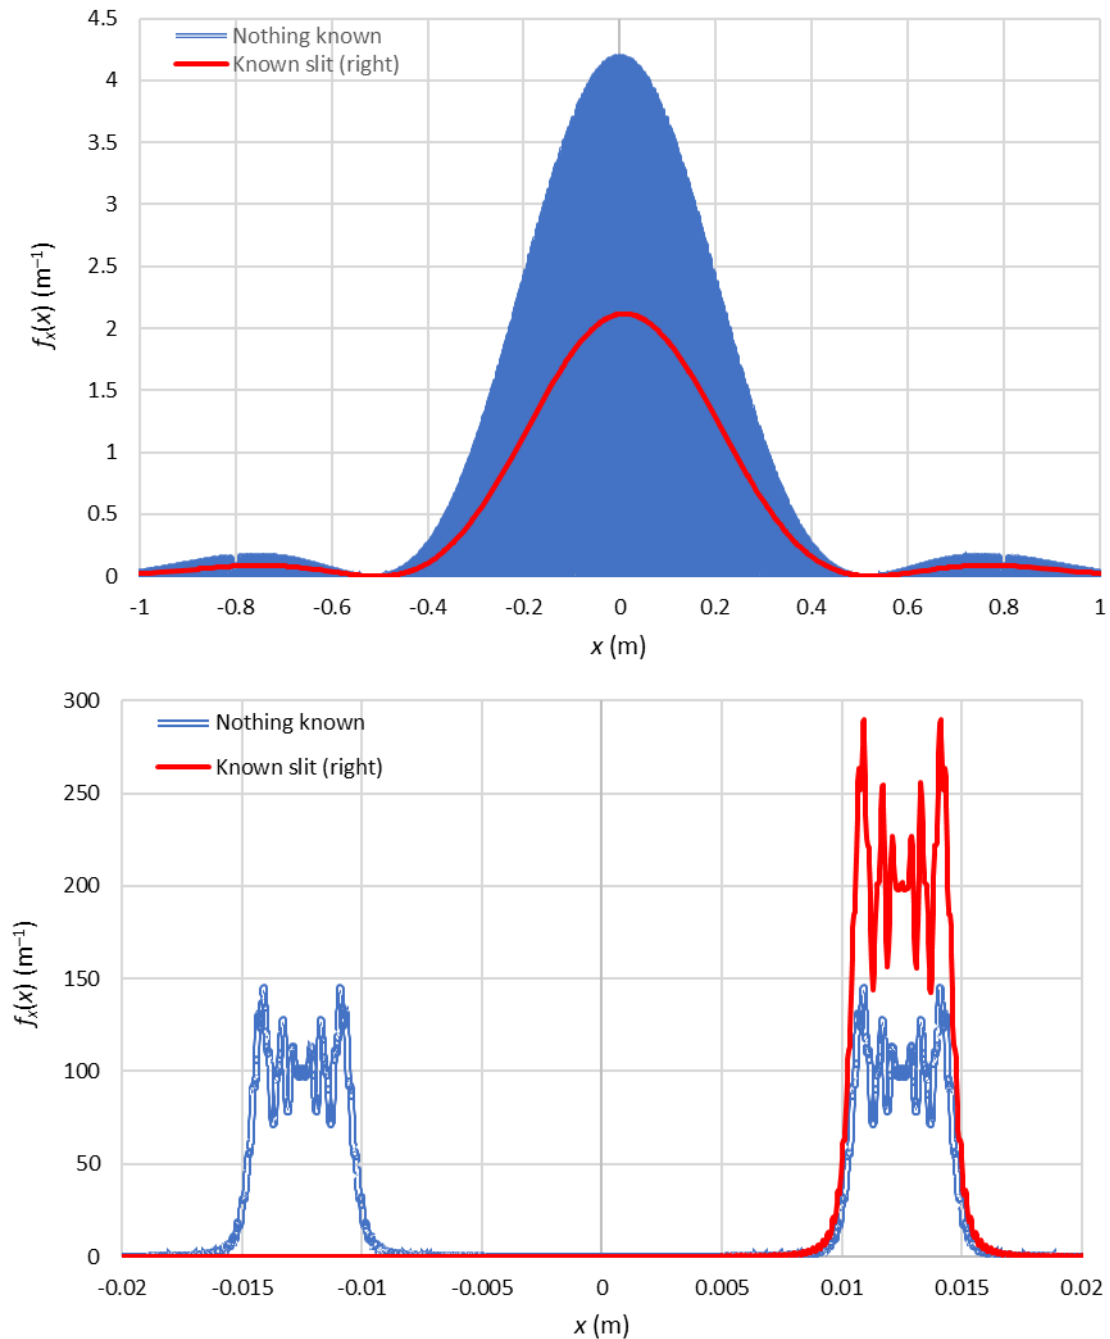 4.5
Nothing known
Known slit (right)
4
3.5
3
2.5
2
1.5
1
0.5
0
fx(x) (m⁻¹)
-1 -0.8 -0.6 -0.4 -0.2 0 0.2 0.4 0.6 0.8 1
x (m)
300
Nothing known
Known slit (right)
250
200
150
100
50
0
fx(x) (m⁻¹)
-0.02 -0.015 -0.01 -0.005 0 0.005 0.01 0.015 0.02
x (m)